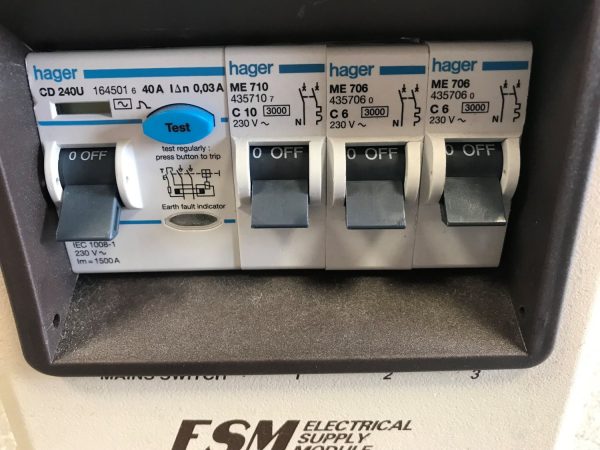 hager
CD 240U 164501 6 40A I∆n 0,03A
Test
test regularly :
press button to trip
0 OFF
Earth fault indicator
IEC 1008-1
230 V ~
Im = 1500A
hager
ME 710
435710 7
C 10 3000
230 V ~ N
0 OFF
hager
ME 706
435706 0
C 6 3000
230 V ~ N
0 OFF
hager
ME 706
435706 0
C 6 3000
230 V ~ N
0 OFF
MAINS SWITCH 1 2 3
ESM ELECTRICAL
SUPPLY
MODULE